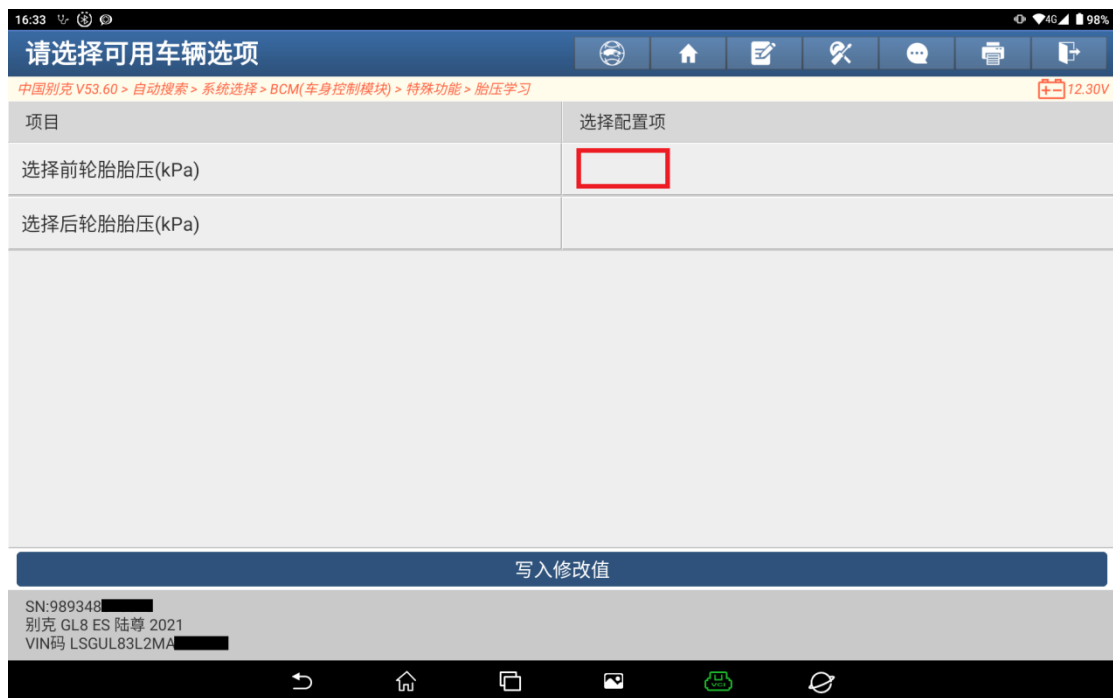 16:33 4G 98%
请选择可用车辆选项
中国别克 V53.60 > 自动搜索 > 系统选择 > BCM(车身控制模块) > 特殊功能 > 胎压学习 12.30V
项目 选择配置项
选择前轮胎胎压(kPa)
选择后轮胎胎压(kPa)
写入修改值
SN:989348
别克 GL8 ES 陆尊 2021
VIN码 LSGUL83L2MA
VCI